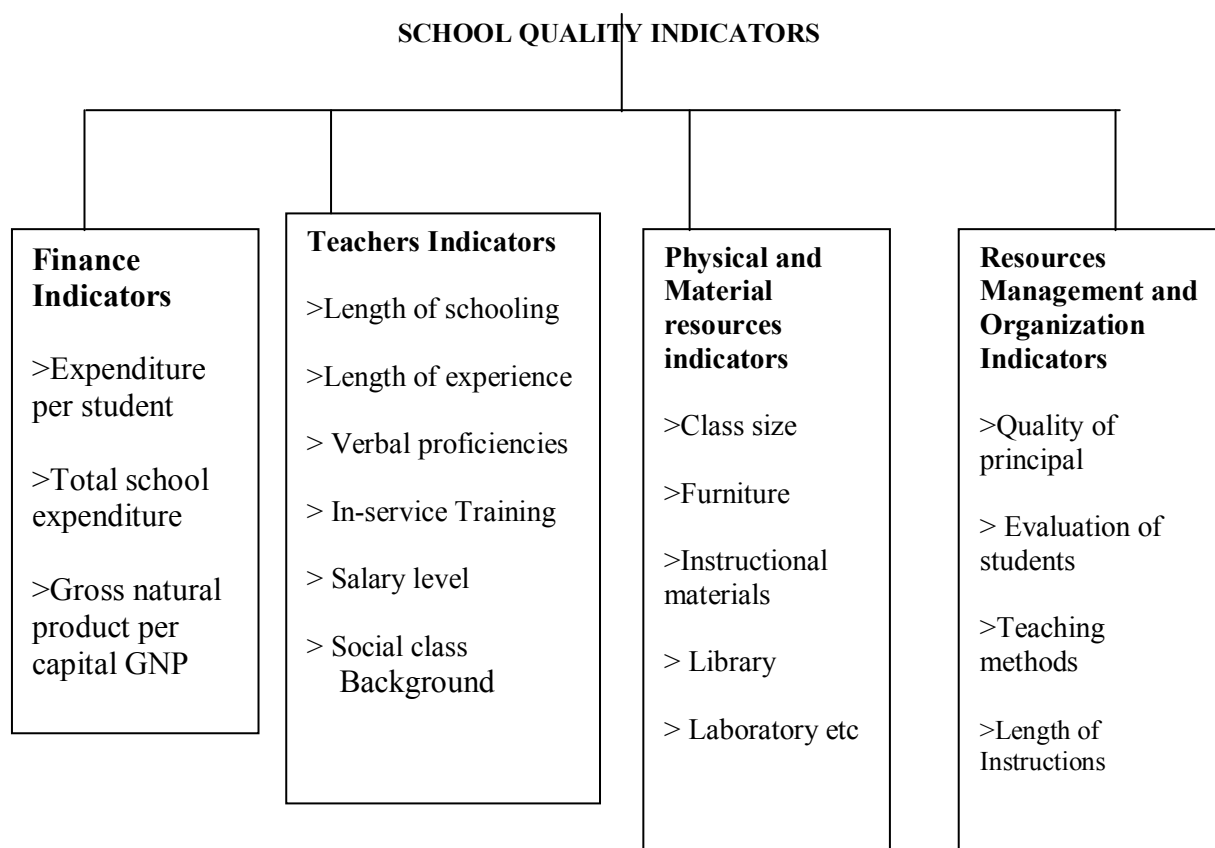 SCHOOL QUALITY INDICATORS
Finance
Indicators
>Expenditure
per student
>Total school
expenditure
>Gross natural
product per
capital GNP
Teachers Indicators
>Length of schooling
>Length of experience
> Verbal proficiencies
> In-service Training
> Salary level
> Social class
Background
Physical and
Material
resources
indicators
>Class size
>Furniture
>Instructional
materials
> Library
> Laboratory etc
Resources
Management and
Organization
Indicators
>Quality of
principal
> Evaluation of
students
>Teaching
methods
>Length of
Instructions